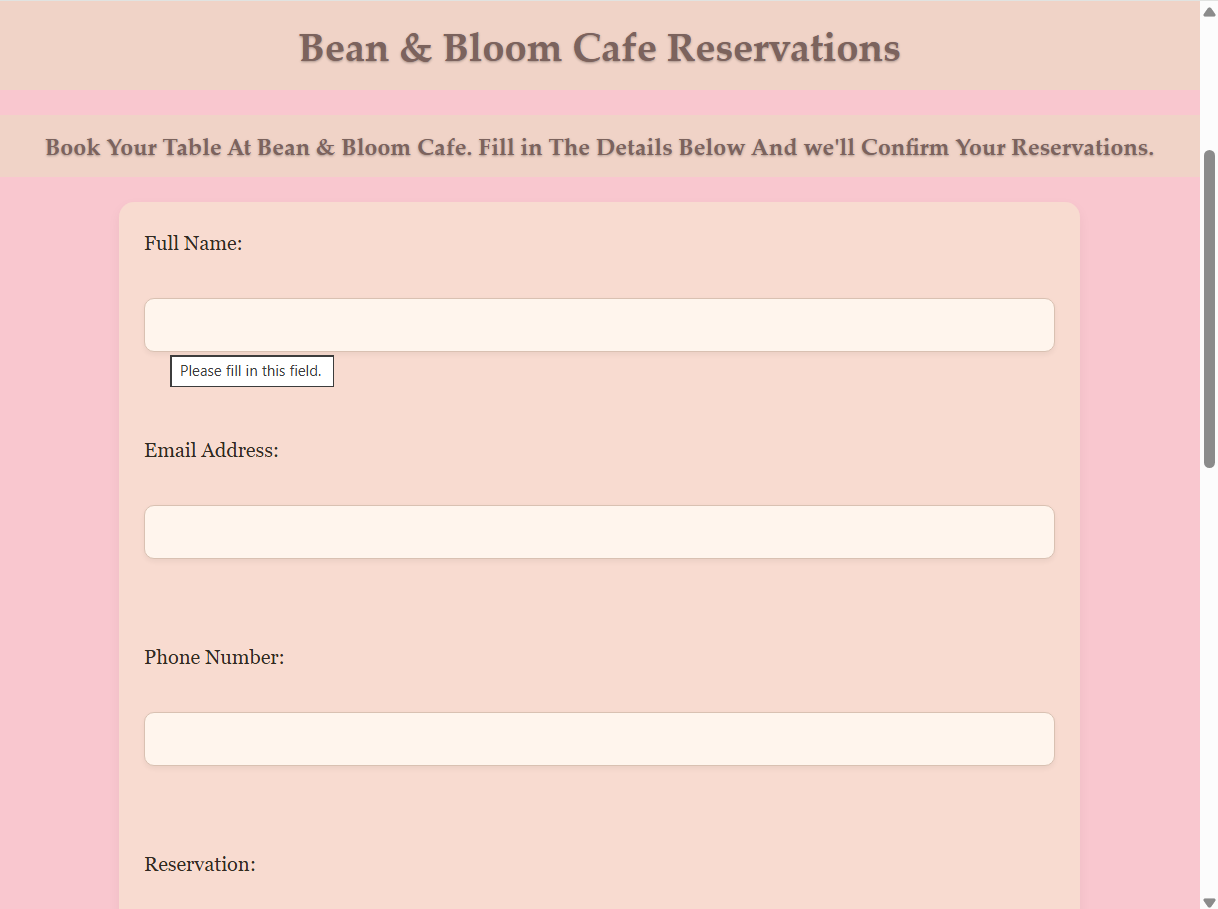 Bean & Bloom Cafe Reservations
Book Your Table At Bean & Bloom Cafe. Fill in The Details Below And we'll Confirm Your Reservations.
Full Name:
Please fill in this field.
Email Address:
Phone Number:
Reservation: